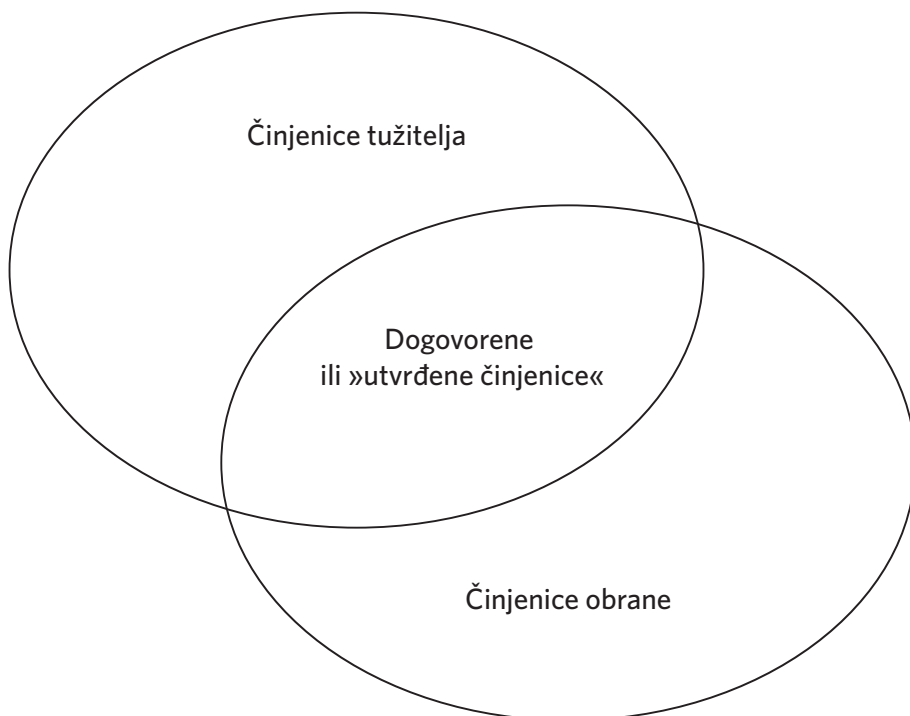 Činjenice tužitelja
Dogovorene
ili »utvrđene činjenice«
Činjenice obrane